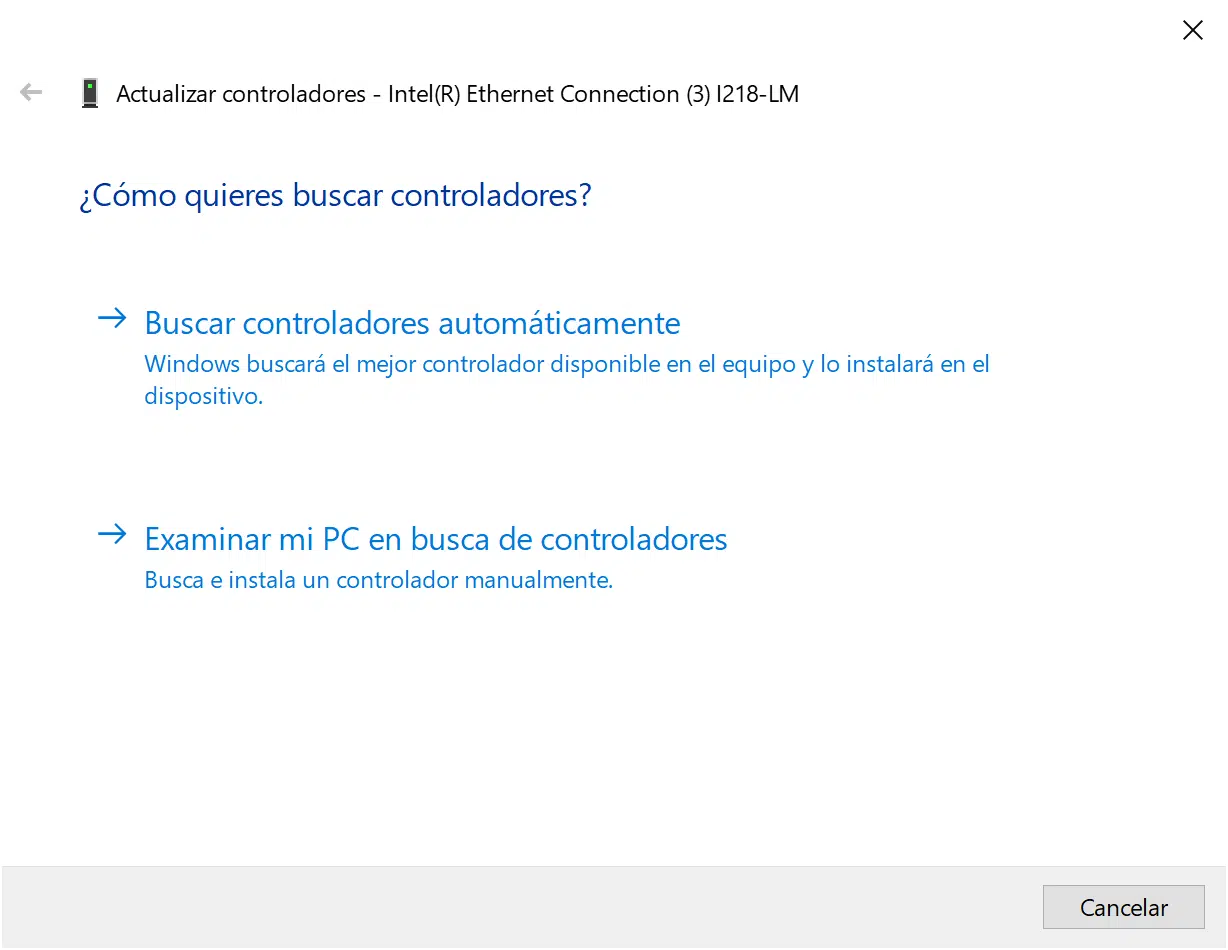 Actualizar controladores - Intel(R) Ethernet Connection (3) I218-LM
¿Cómo quieres buscar controladores?
Buscar controladores automáticamente
Windows buscará el mejor controlador disponible en el equipo y lo instalará en el
dispositivo.
Examinar mi PC en busca de controladores
Busca e instala un controlador manualmente.
Cancelar